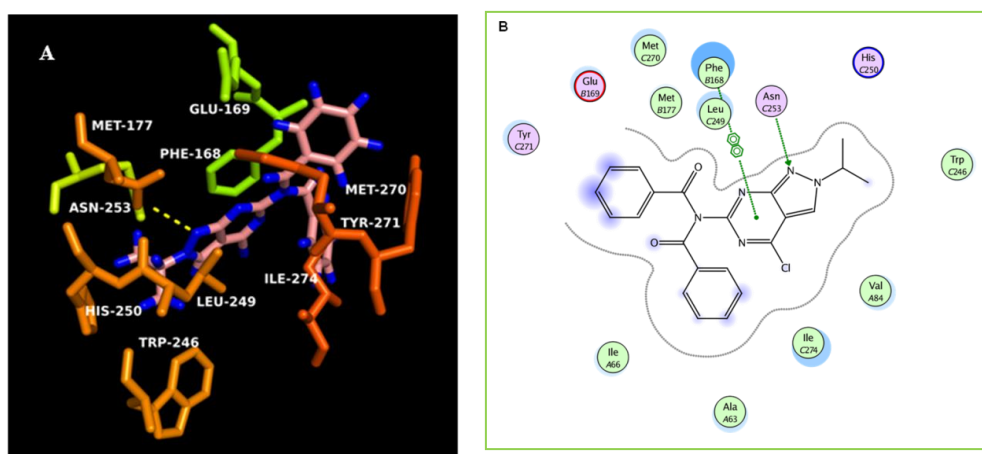 A
GLU-169
MET-177
PHE-168
MET-270
ASN-253
TYR-271
ILE-274
LEU-249
HIS-250
TRP-246
B
Met
C270
Phe
B168
His
C250
Glu
B169
Met
B177
Leu
C249
Asn
C253
Tyr
C271
Trp
C246
O
N
N
N
N
N
N
O
Cl
Val
A84
Ile
C274
Ile
A66
Ala
A63